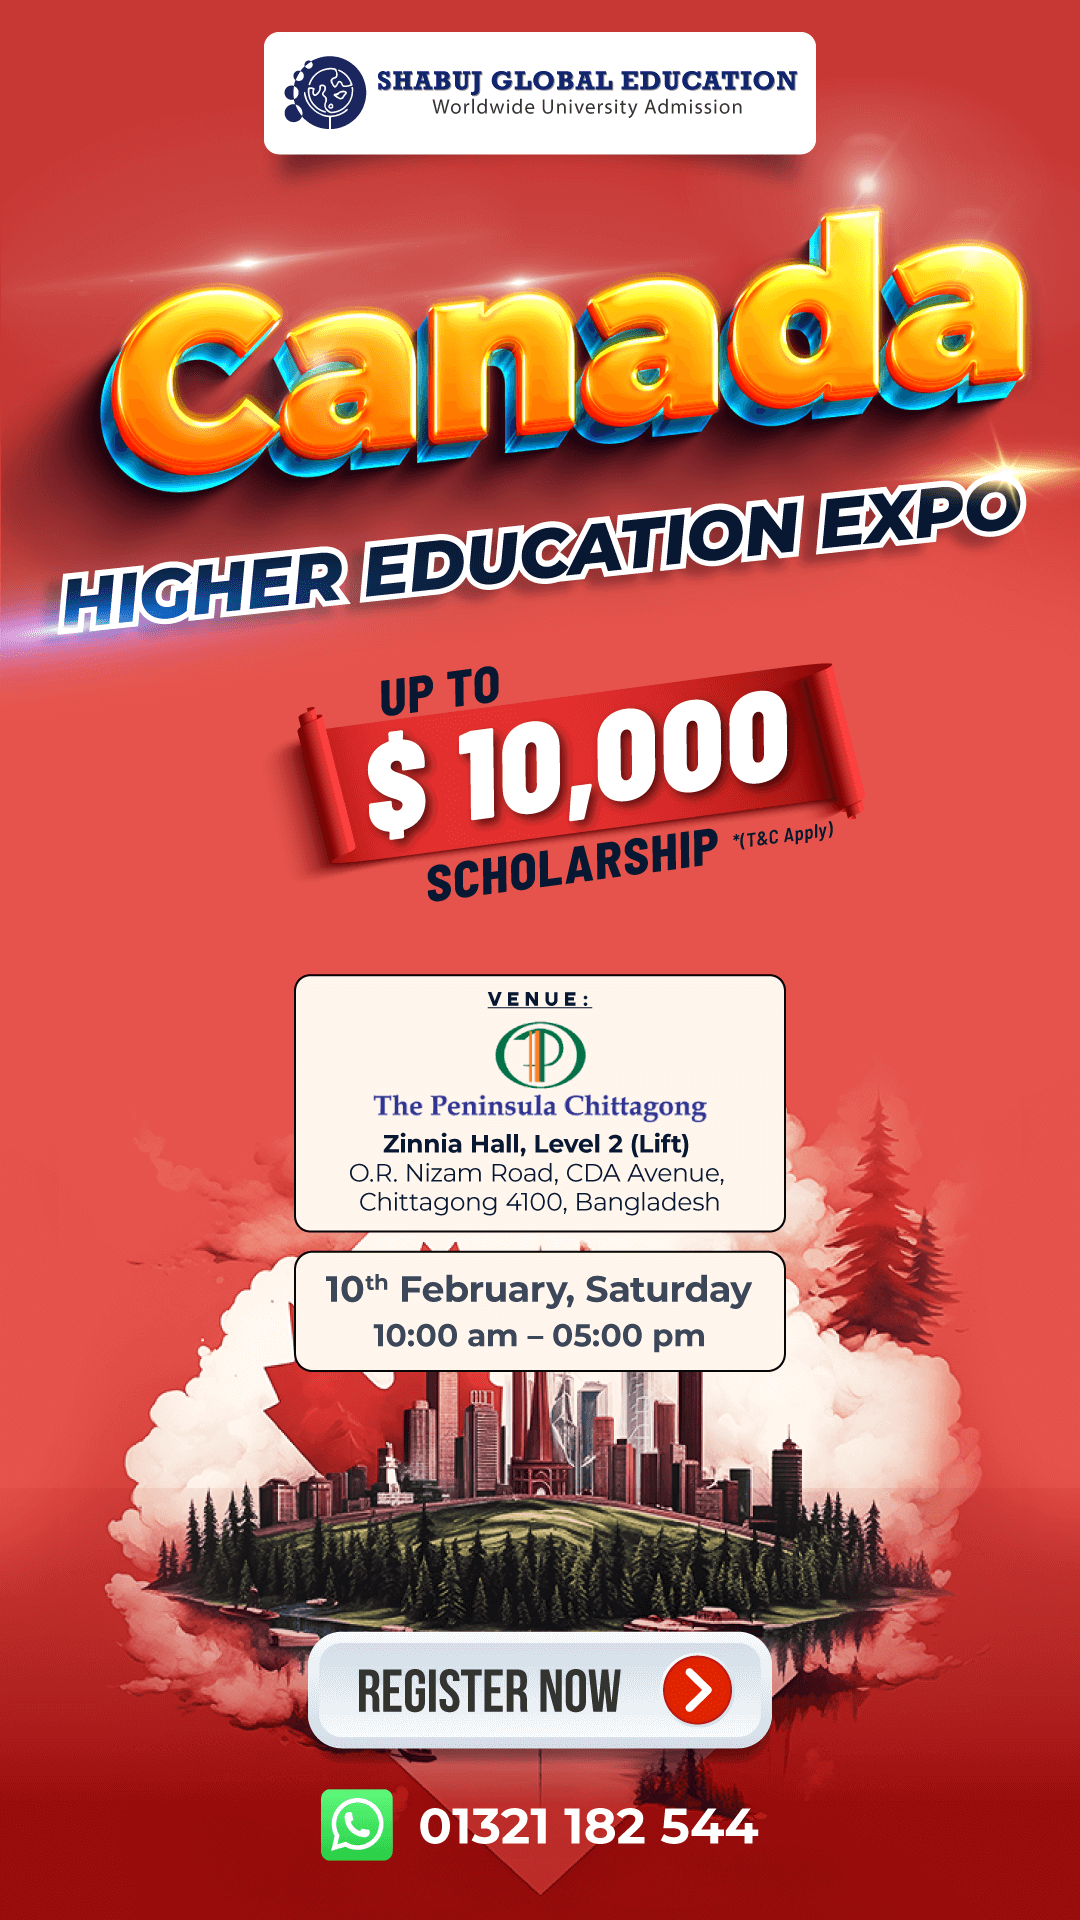 SHABUJ GLOBAL EDUCATION
Worldwide University Admission
Canada
HIGHER EDUCATION EXPO
UP TO
$ 10,000
SCHOLARSHIP *(T&C Apply)
VENUE:
The Peninsula Chittagong
Zinnia Hall, Level 2 (Lift)
O.R. Nizam Road, CDA Avenue,
Chittagong 4100, Bangladesh
10th February, Saturday
10:00 am – 05:00 pm
REGISTER NOW
01321 182 544